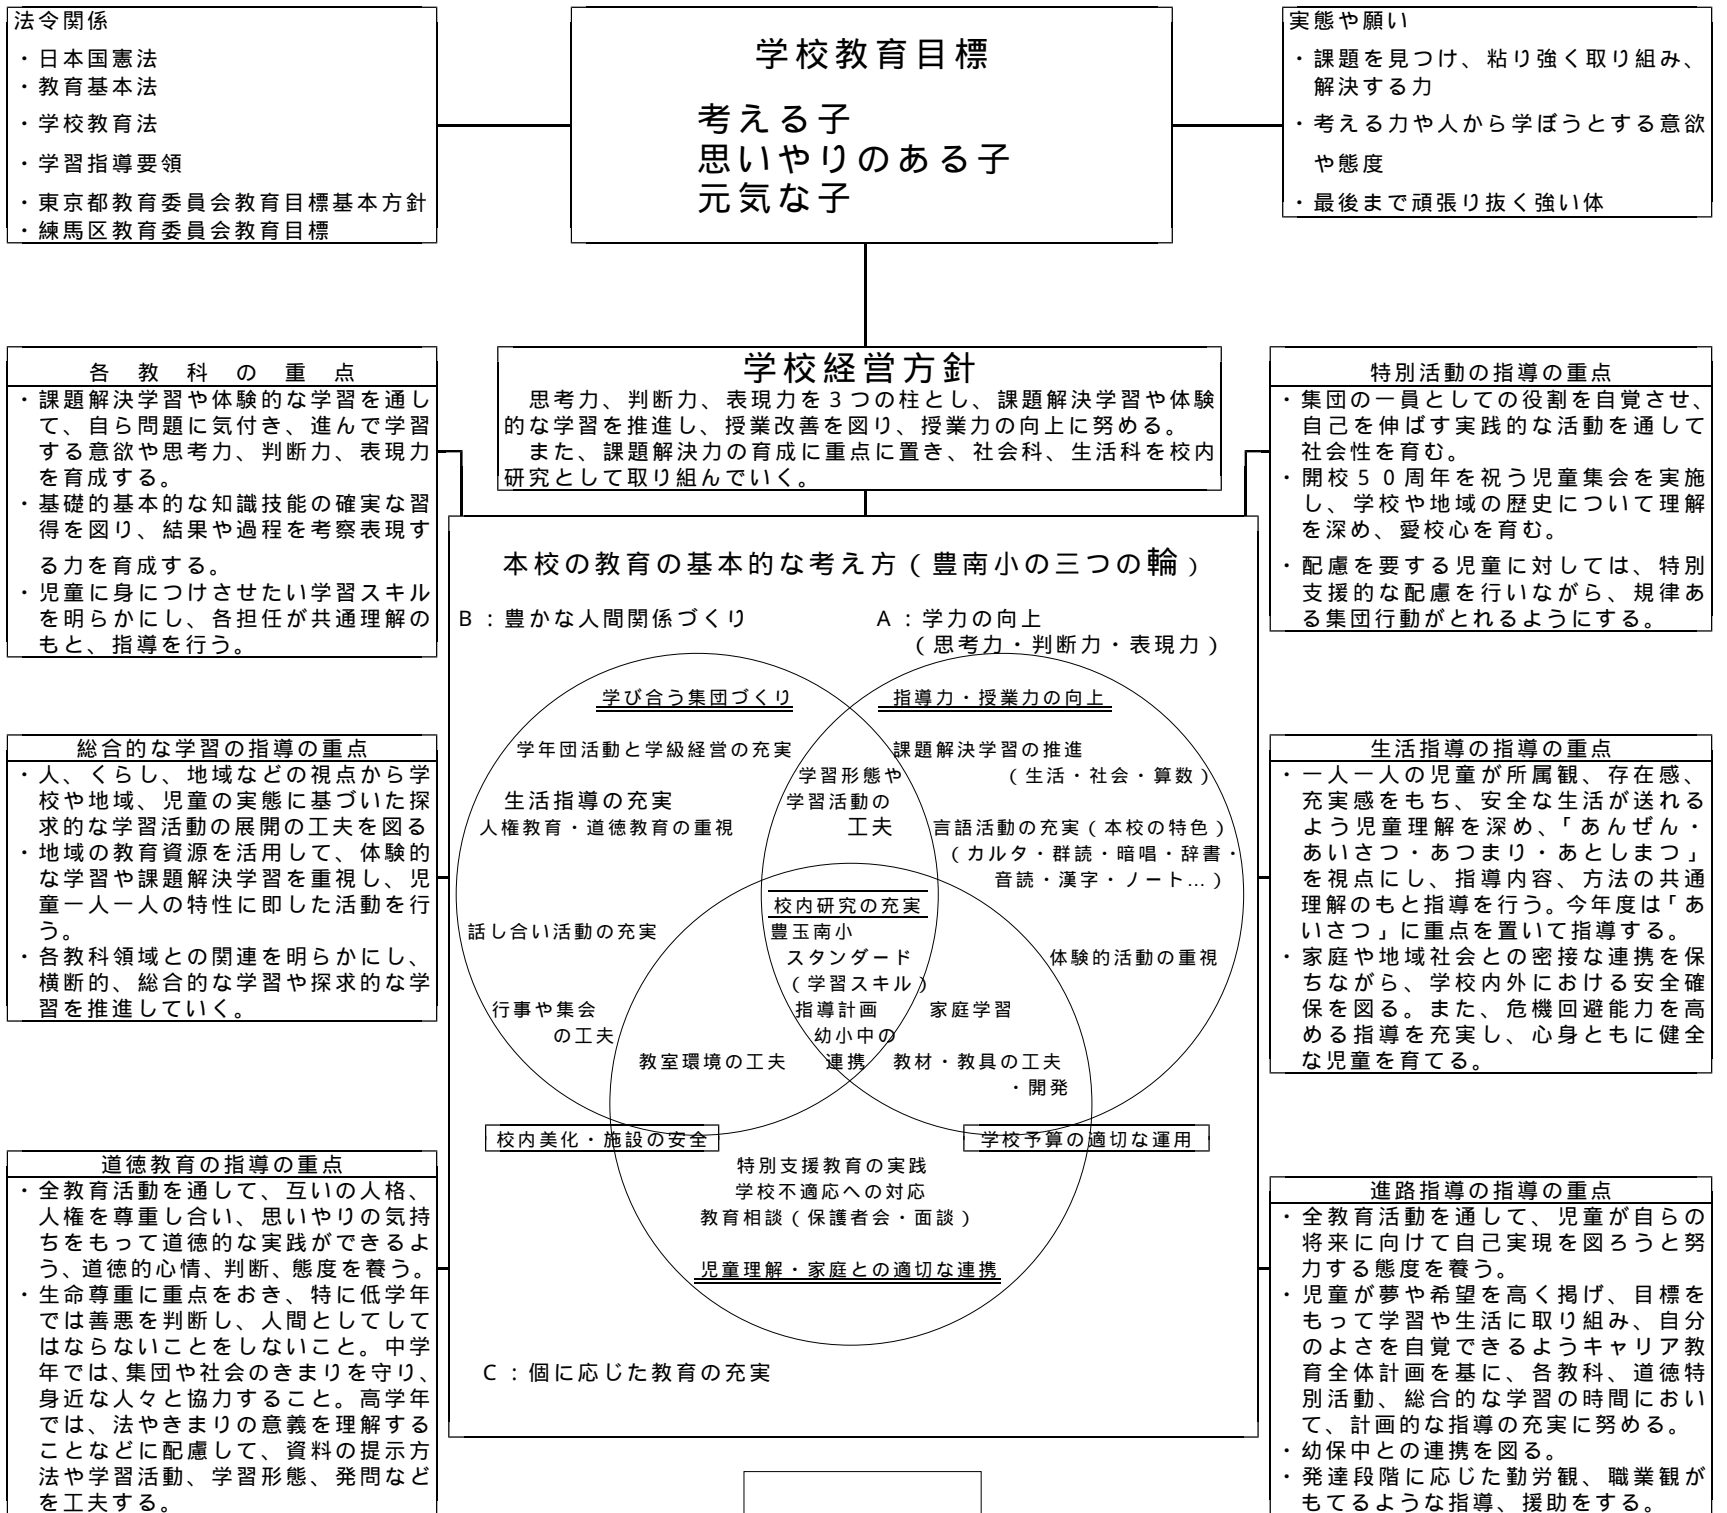 法令関係
・日本国憲法
・教育基本法
・学校教育法
・学習指導要領
・東京都教育委員会教育目標基本方針
・練馬区教育委員会教育目標
学校教育目標
考える子
思いやりのある子
元気な子
実態や願い
・課題を見つけ、粘り強く取り組み、
解決する力
・考える力や人から学ぼうとする意欲
や態度
・最後まで頑張り抜く強い体
各教科の重点
・課題解決学習や体験的な学習を通し
て、自ら問題に気付き、進んで学習
する意欲や思考力、判断力、表現力
を育成する。
・基礎的基本的な知識技能の確実な習
得を図り、結果や過程を考察表現す
る力を育成する。
・児童に身につけさせたい学習スキル
を明らかにし、各担任が共通理解の
もと、指導を行う。
学校経営方針
思考力、判断力、表現力を3つの柱とし、課題解決学習や体験
的な学習を推進し、授業改善を図り、授業力の向上に努める。
また、課題解決力の育成に重点に置き、社会科、生活科を校内
研究として取り組んでいく。
特別活動の指導の重点
・集団の一員としての役割を自覚させ、
自己を伸ばす実践的な活動を通して
社会性を育む。
・開校50周年を祝う児童集会を実施
し、学校や地域の歴史について理解
を深め、愛校心を育む。
・配慮を要する児童に対しては、特別
支援的な配慮を行いながら、規律あ
る集団行動がとれるようにする。
総合的な学習の指導の重点
・人、くらし、地域などの視点から学
校や地域、児童の実態に基づいた探
求的な学習活動の展開の工夫を図る
・地域の教育資源を活用して、体験的
な学習や課題解決学習を重視し、児
童一人一人の特性に即した活動を行
う。
・各教科領域との関連を明らかにし、
横断的、総合的な学習や探求的な学
習を推進していく。
道徳教育の指導の重点
・全教育活動を通して、互いの人格、
人権を尊重し合い、思いやりの気持
ちをもって道徳的な実践ができるよ
う、道徳的心情、判断、態度を養う。
・生命尊重に重点をおき、特に低学年
では善悪を判断し、人間としてして
はならないことをしないこと。中学
年では、集団や社会のきまりを守り、
身近な人々と協力すること。高学年
では、法やきまりの意義を理解する
ことなどに配慮して、資料の提示方
法や学習活動、学習形態、発問など
を工夫する。
本校の教育の基本的な考え方（豊南小の三つの輪）
B：豊かな人間関係づくり
A：学力の向上
（思考力・判断力・表現力）
学び合う集団づくり
指導力・授業力の向上
学年団活動と学級経営の充実
課題解決学習の推進
（生活・社会・算数）
学習形態や
学習活動の
工夫
生活指導の充実
人権教育・道徳教育の重視
言語活動の充実（本校の特色）
（カルタ・群読・暗唱・辞書・
音読・漢字・ノート…）
校内研究の充実
豊玉南小
スタンダード
（学習スキル）
指導計画
幼小中の
連携
話し合い活動の充実
体験的活動の重視
行事や集会
の工夫
家庭学習
教室環境の工夫
教材・教具の工夫
・開発
校内美化・施設の安全
学校予算の適切な運用
特別支援教育の実践
学校不適応への対応
教育相談（保護者会・面談）
児童理解・家庭との適切な連携
C：個に応じた教育の充実
生活指導の指導の重点
・一人一人の児童が所属観、存在感、
充実感をもち、安全な生活が送れる
よう児童理解を深め、「あんぜん・
あいさつ・あつまり・あとしまつ」
を視点にし、指導内容、方法の共通
理解のもと指導を行う。今年度は「あ
いさつ」に重点を置いて指導する。
・家庭や地域社会との密接な連携を保
ちながら、学校内外における安全確
保を図る。また、危機回避能力を高
める指導を充実し、心身ともに健全
な児童を育てる。
進路指導の指導の重点
・全教育活動を通して、児童が自らの
将来に向けて自己実現を図ろうと努
力する態度を養う。
・児童が夢や希望を高く掲げ、目標を
もって学習や生活に取り組み、自分
のよさを自覚できるようキャリア教
育全体計画を基に、各教科、道徳特
別活動、総合的な学習の時間におい
て、計画的な指導の充実に努める。
・幼保中との連携を図る。
・発達段階に応じた勤労観、職業観が
もてるような指導、援助をする。